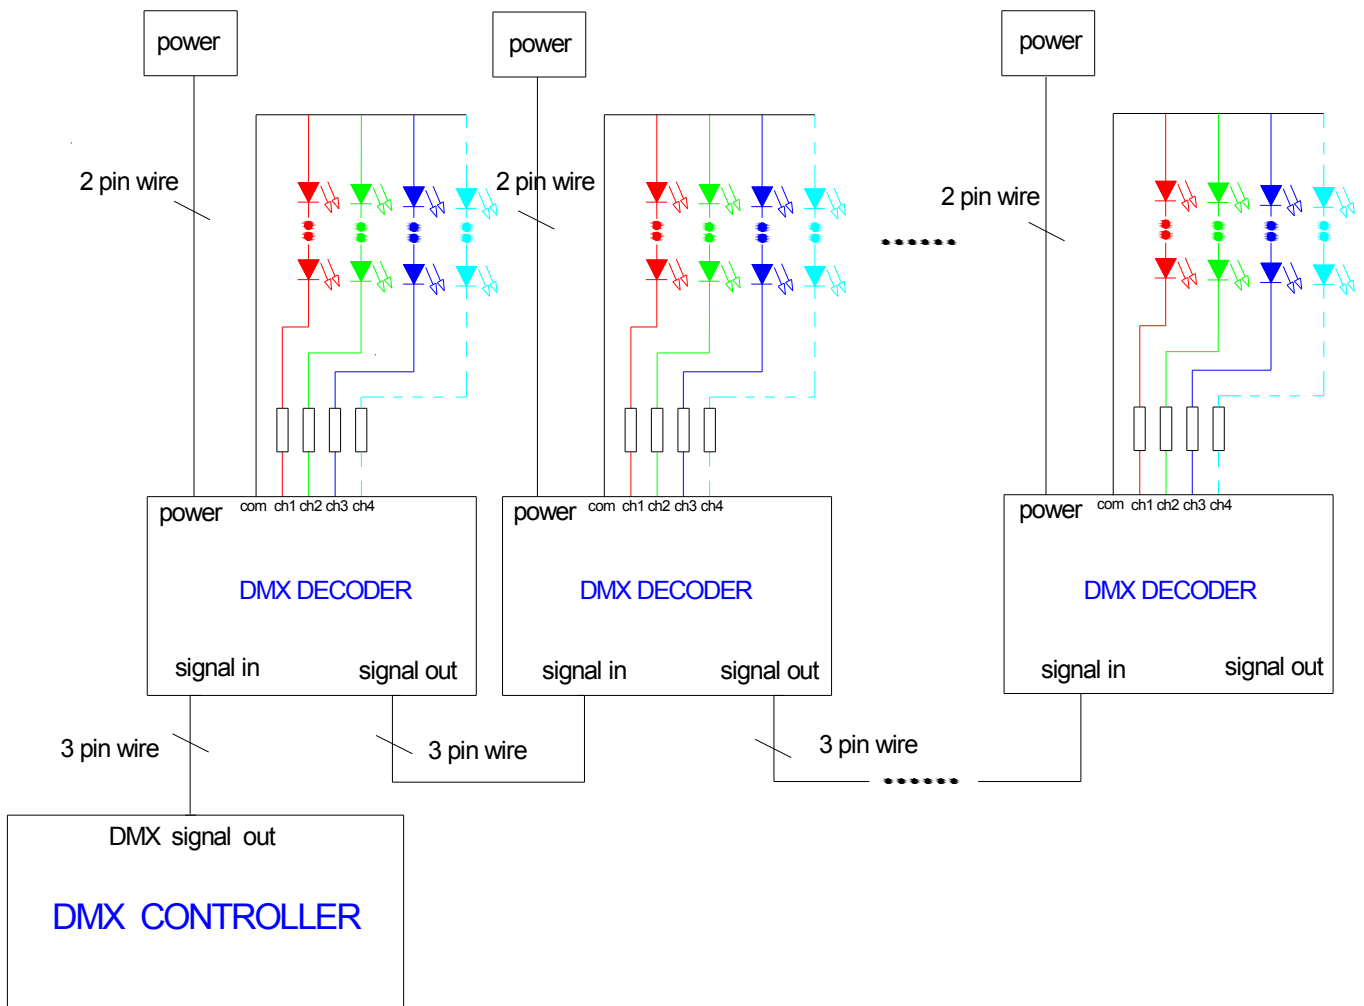 power
power
power
2 pin wire
2 pin wire
2 pin wire
com ch1 ch2 ch3 ch4
power
DMX DECODER
signal in
signal out
com ch1 ch2 ch3 ch4
power
DMX DECODER
signal in
signal out
com ch1 ch2 ch3 ch4
power
DMX DECODER
signal in
signal out
3 pin wire
3 pin wire
3 pin wire
DMX signal out
DMX CONTROLLER